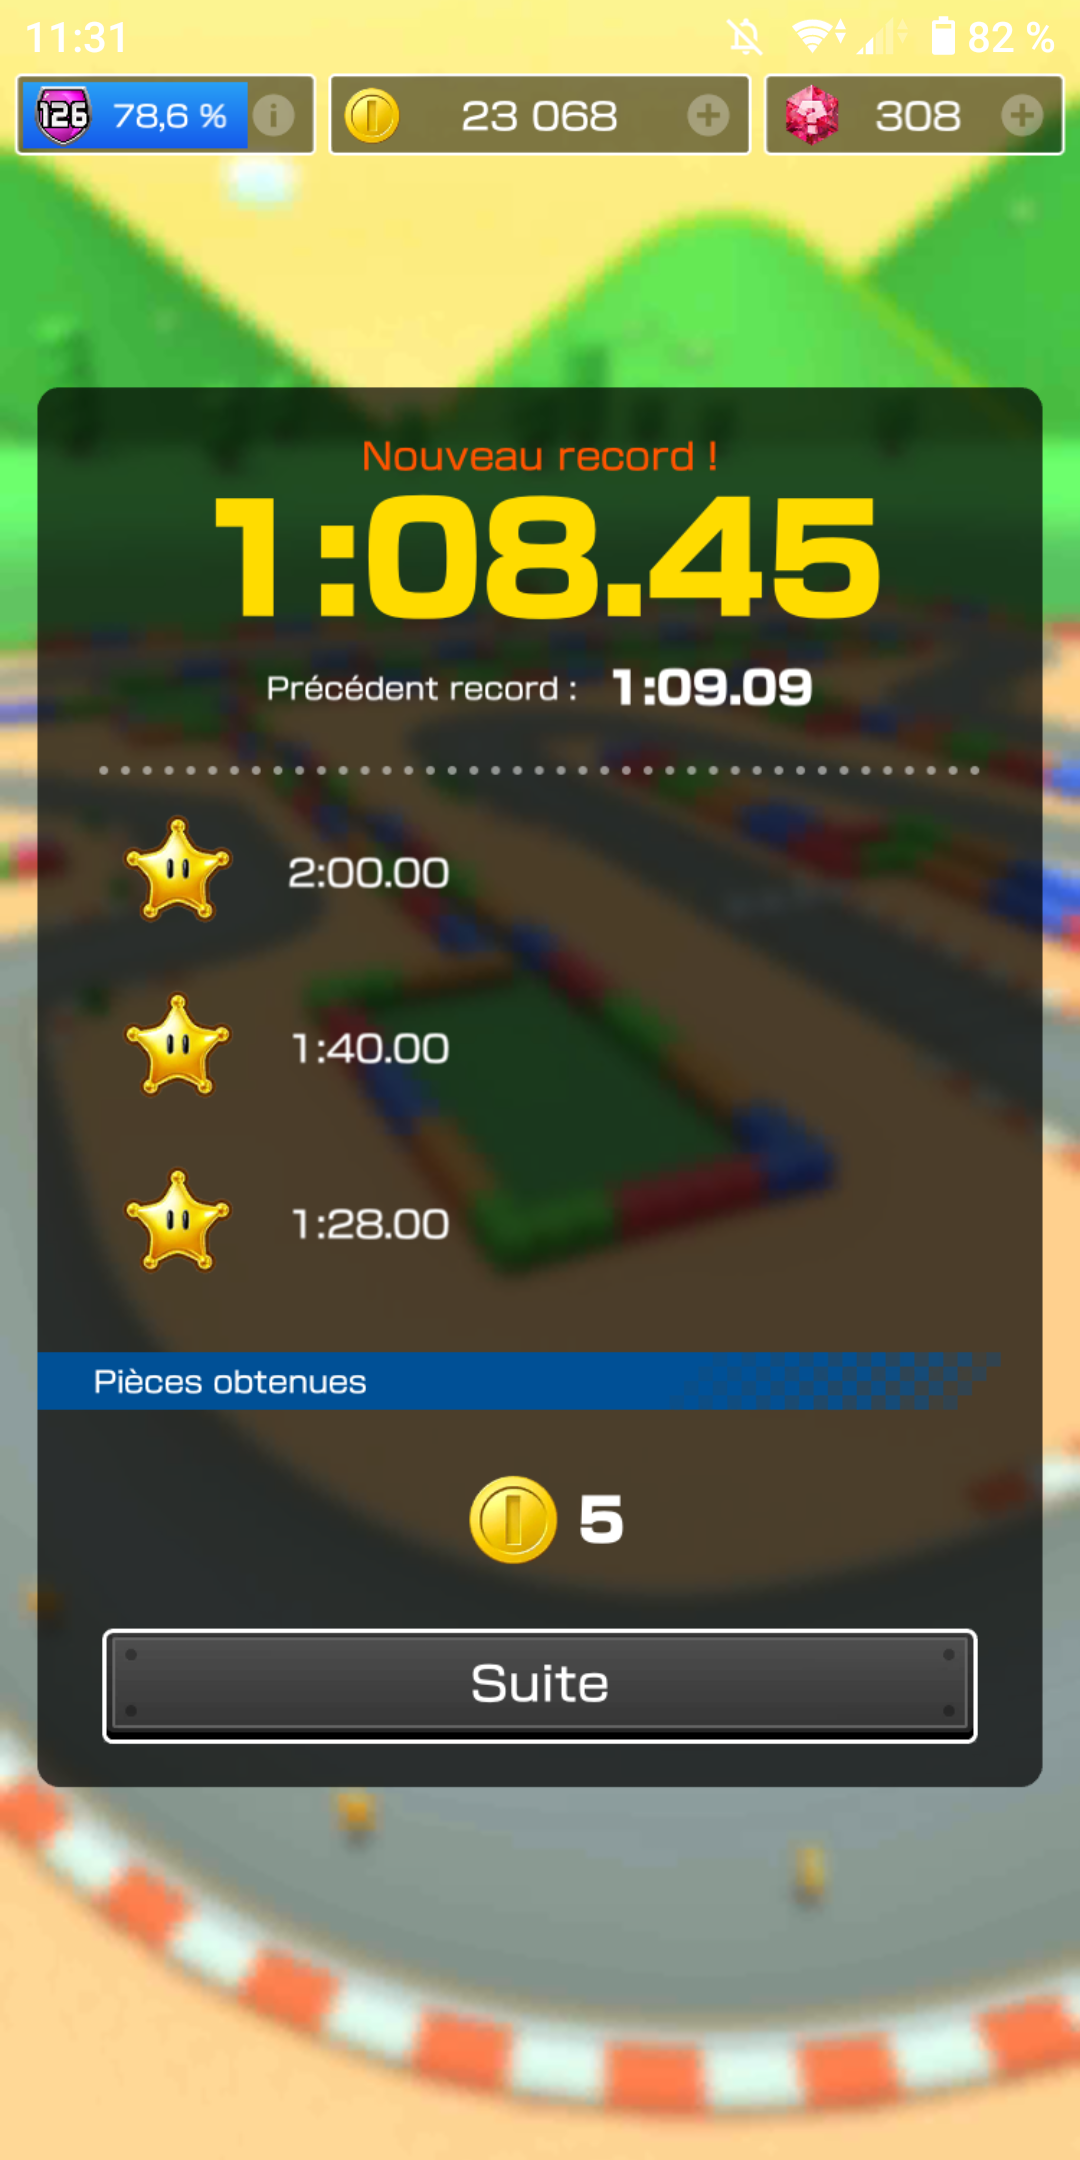 11:31 82 %
126 78,6 % i 23 068 + ? 308 +
Nouveau record !
1:08.45
Précédent record : 1:09.09
2:00.00
1:40.00
1:28.00
Pièces obtenues
5
Suite